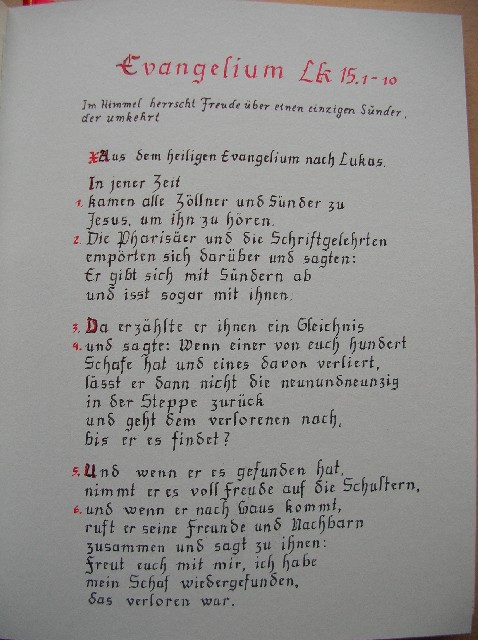 Evangelium Lk 15.1-10
Im Himmel herrscht Freude über einen einzigen Sünder,
der umkehrt
Aus dem heiligen Evangelium nach Lukas.
In jener Zeit
1. kamen alle Zöllner und Sünder zu
Jesus, um ihn zu hören.
2. Die Pharisäer und die Schriftgelehrten
empörten sich darüber und sagten:
Er gibt sich mit Sündern ab
und isst sogar mit ihnen.
3. Da erzählte er ihnen ein Gleichnis
4. und sagte: Wenn einer von euch hundert
Schafe hat und eines davon verliert,
lässt er dann nicht die neunundneunzig
in der Steppe zurück
und geht dem verlorenen nach,
bis er es findet?
5. Und wenn er es gefunden hat,
nimmt er es voll Freude auf die Schultern,
6. und wenn er nach Haus kommt,
ruft er seine Freunde und Nachbarn
zusammen und sagt zu ihnen:
Freut euch mit mir, ich habe
mein Schaf wiedergefunden,
das verloren war.